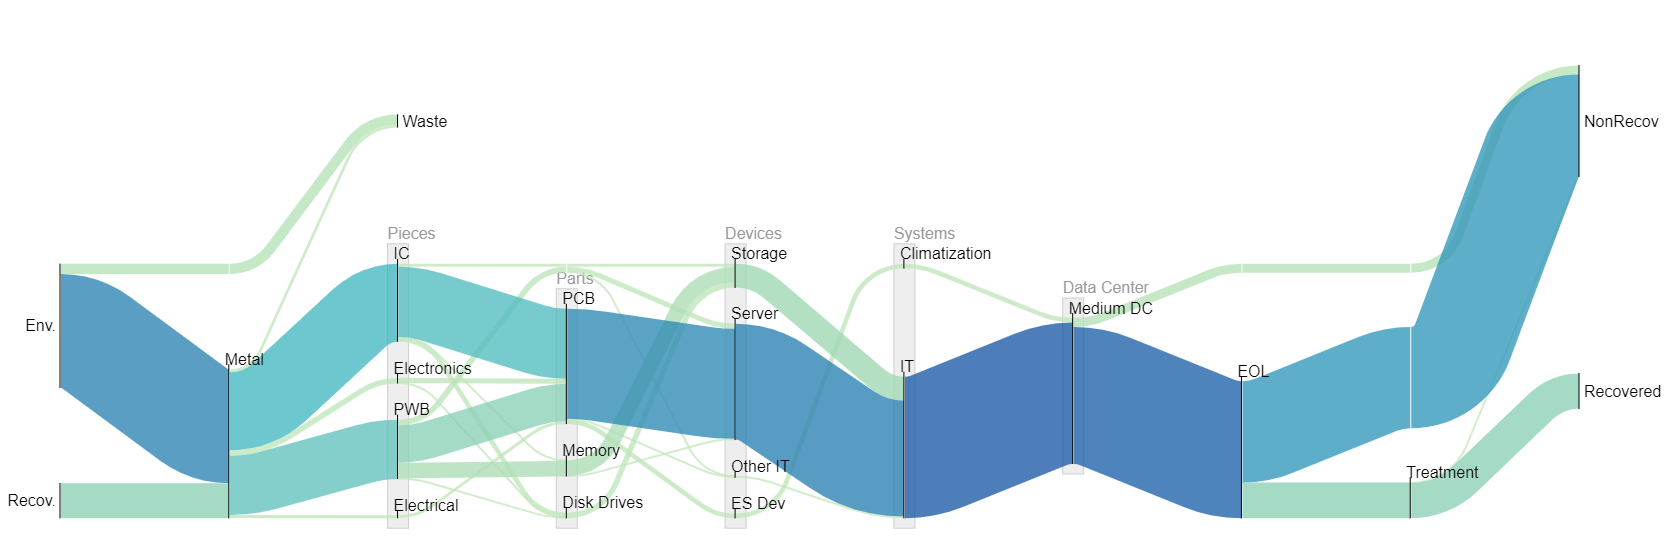 Waste
NonRecov
Pieces
Devices
Systems
IC
Storage
Climatization
Parts
Data Center
PCB
Medium DC
Server
Env.
Metal
Electronics
IT
EOL
Recovered
PWB
Memory
Other IT
Treatment
Recov.
Electrical
Disk Drives
ES Dev